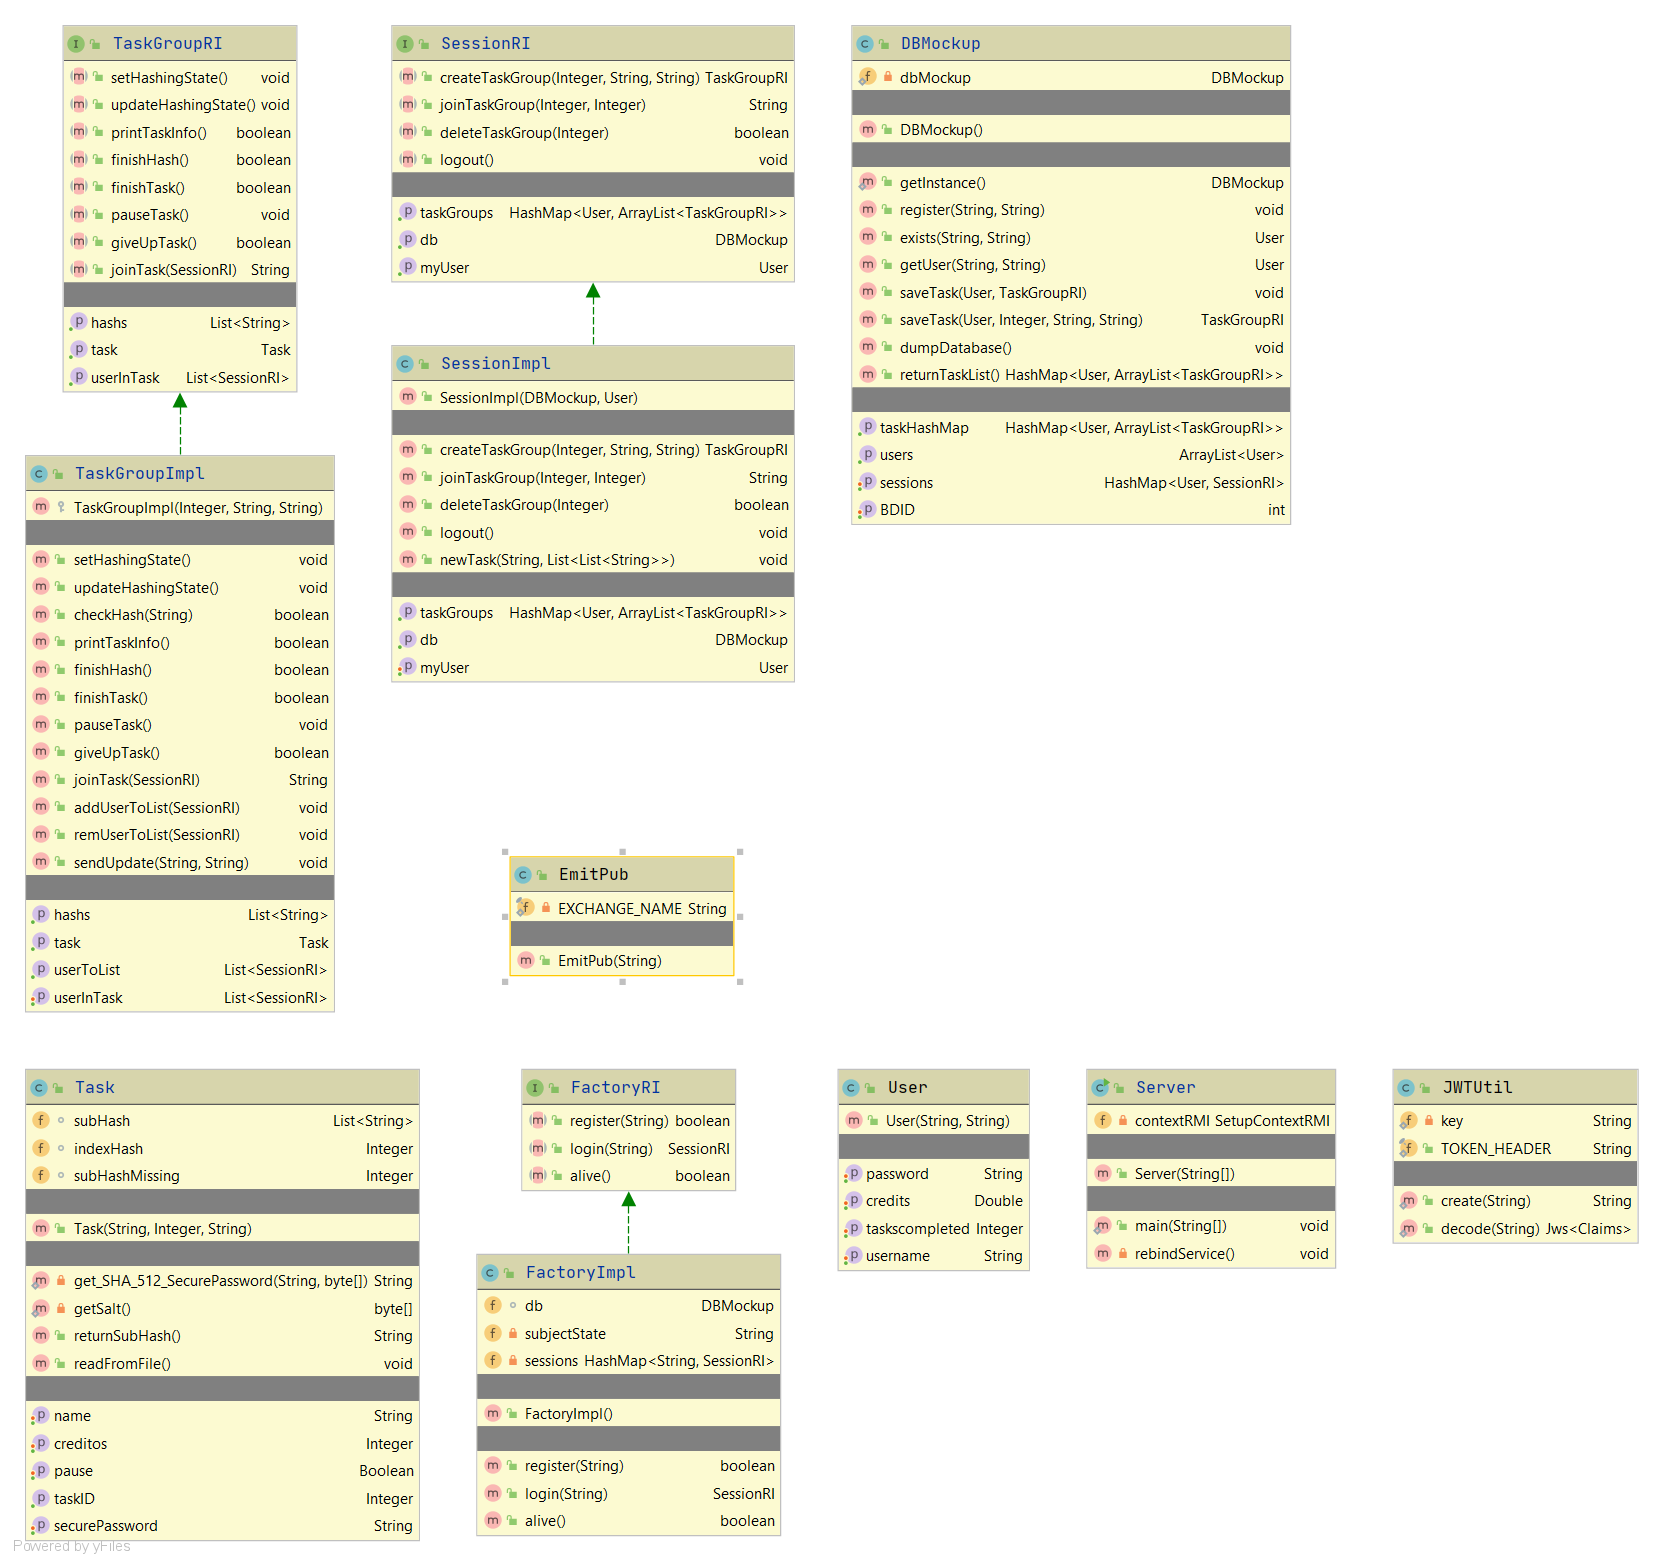 TaskGroupRI
setHashingState() void
updateHashingState() void
printTaskInfo() boolean
finishHash() boolean
finishTask() boolean
pauseTask() void
giveUpTask() boolean
joinTask(SessionRI) String
hashs List<String>
task Task
userInTask List<SessionRI>
SessionRI
createTaskGroup(Integer, String, String) TaskGroupRI
joinTaskGroup(Integer, Integer) String
deleteTaskGroup(Integer) boolean
logout() void
taskGroups HashMap<User, ArrayList<TaskGroupRI>>
db DBMockup
myUser User
DBMockup
dbMockup DBMockup
DBMockup()
getInstance() DBMockup
register(String, String) void
exists(String, String) User
getUser(String, String) User
saveTask(User, TaskGroupRI) void
saveTask(User, Integer, String, String) TaskGroupRI
dumpDatabase() void
returnTaskList() HashMap<User, ArrayList<TaskGroupRI>>
taskHashMap HashMap<User, ArrayList<TaskGroupRI>>
users ArrayList<User>
sessions HashMap<User, SessionRI>
BDID int
SessionImpl
SessionImpl(DBMockup, User)
createTaskGroup(Integer, String, String) TaskGroupRI
joinTaskGroup(Integer, Integer) String
deleteTaskGroup(Integer) boolean
logout() void
newTask(String, List<List<String>>) void
taskGroups HashMap<User, ArrayList<TaskGroupRI>>
db DBMockup
myUser User
TaskGroupImpl
TaskGroupImpl(Integer, String, String)
setHashingState() void
updateHashingState() void
checkHash(String) boolean
printTaskInfo() boolean
finishHash() boolean
finishTask() boolean
pauseTask() void
giveUpTask() boolean
joinTask(SessionRI) String
addUserToList(SessionRI) void
remUserToList(SessionRI) void
sendUpdate(String, String) void
hashs List<String>
task Task
userToList List<SessionRI>
userInTask List<SessionRI>
EmitPub
EXCHANGE_NAME String
EmitPub(String)
Task
subHash List<String>
indexHash Integer
subHashMissing Integer
Task(String, Integer, String)
get_SHA_512_SecurePassword(String, byte[]) String
getSalt() byte[]
returnSubHash() String
readFromFile() void
name String
creditos Integer
pause Boolean
taskID Integer
securePassword String
FactoryRI
register(String) boolean
login(String) SessionRI
alive() boolean
FactoryImpl
db DBMockup
subjectState String
sessions HashMap<String, SessionRI>
FactoryImpl()
register(String) boolean
login(String) SessionRI
alive() boolean
User
User(String, String)
password String
credits Double
taskscompleted Integer
username String
Server
contextRMI SetupContextRMI
Server(String[])
main(String[]) void
rebindService() void
JWTUtil
key String
TOKEN_HEADER String
create(String) String
decode(String) Jws<Claims>
Powered by yFiles